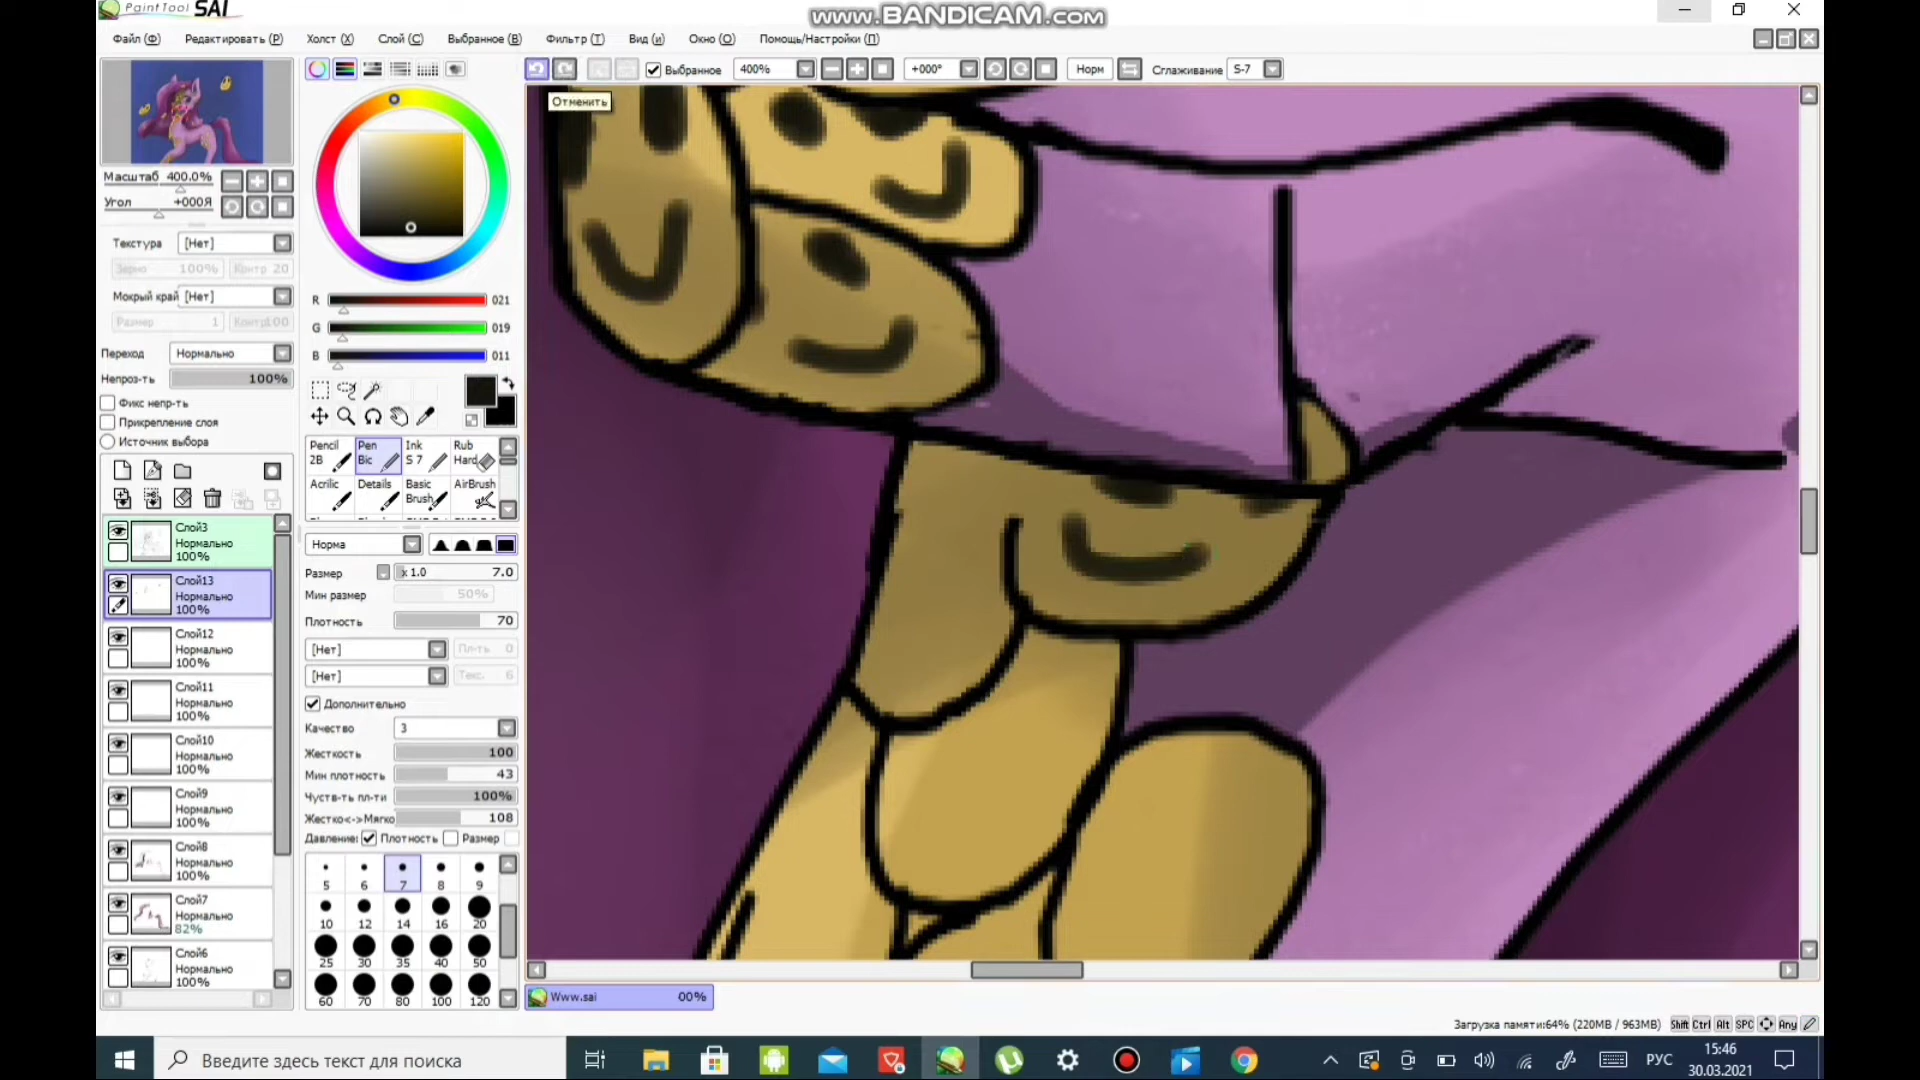 PaintTool SAI
www.BANDICAM.com
Файл (Ф) Редактировать (Р) Холст (Х) Слой (С) Выбранное (В) Фильтр (Т) Вид (и) Окно (О) Помощь/Настройки (П)
Выбранное 400% +000° Норм Сглаживание S-7
Отменить
Масштаб 400.0%
Угол +000Я
Текстура [Нет]
Зерно 100% Контр 20
Мокрый край [Нет]
Размер 1 Контр100
Переход Нормально
Непроз-ть 100%
Фикс непр-ть
Прикрепление слоя
Источник выбора
Слой3
Нормально
100%
Слой13
Нормально
100%
Слой12
Нормально
100%
Слой11
Нормально
100%
Слой10
Нормально
100%
Слой9
Нормально
100%
Слой8
Нормально
100%
Слой7
Нормально
82%
Слой6
Нормально
100%
R 021
G 019
B 011
Pencil 2B
Pen Bic
Ink S 7
Rub Hard
Acrilic
Details
Basic Brush
AirBrush
Норма
Размер x 1.0 7.0
Мин размер 50%
Плотность 70
[Нет] Пл-ть 0
[Нет] Текс. 6
Дополнительно
Качество 3
Жесткость 100
Мин плотность 43
Чуств-ть пл-ти 100%
Жестко<->Мягко 108
Давление: Плотность Размер
5 6 7 8 9
10 12 14 16 20
25 30 35 40 50
60 70 80 100 120
Www.sai 00%
Загрузка памяти:64% (220MB / 963MB) Shift Ctrl Alt SPC Any
Введите здесь текст для поиска
РУС
15:46
30.03.2021